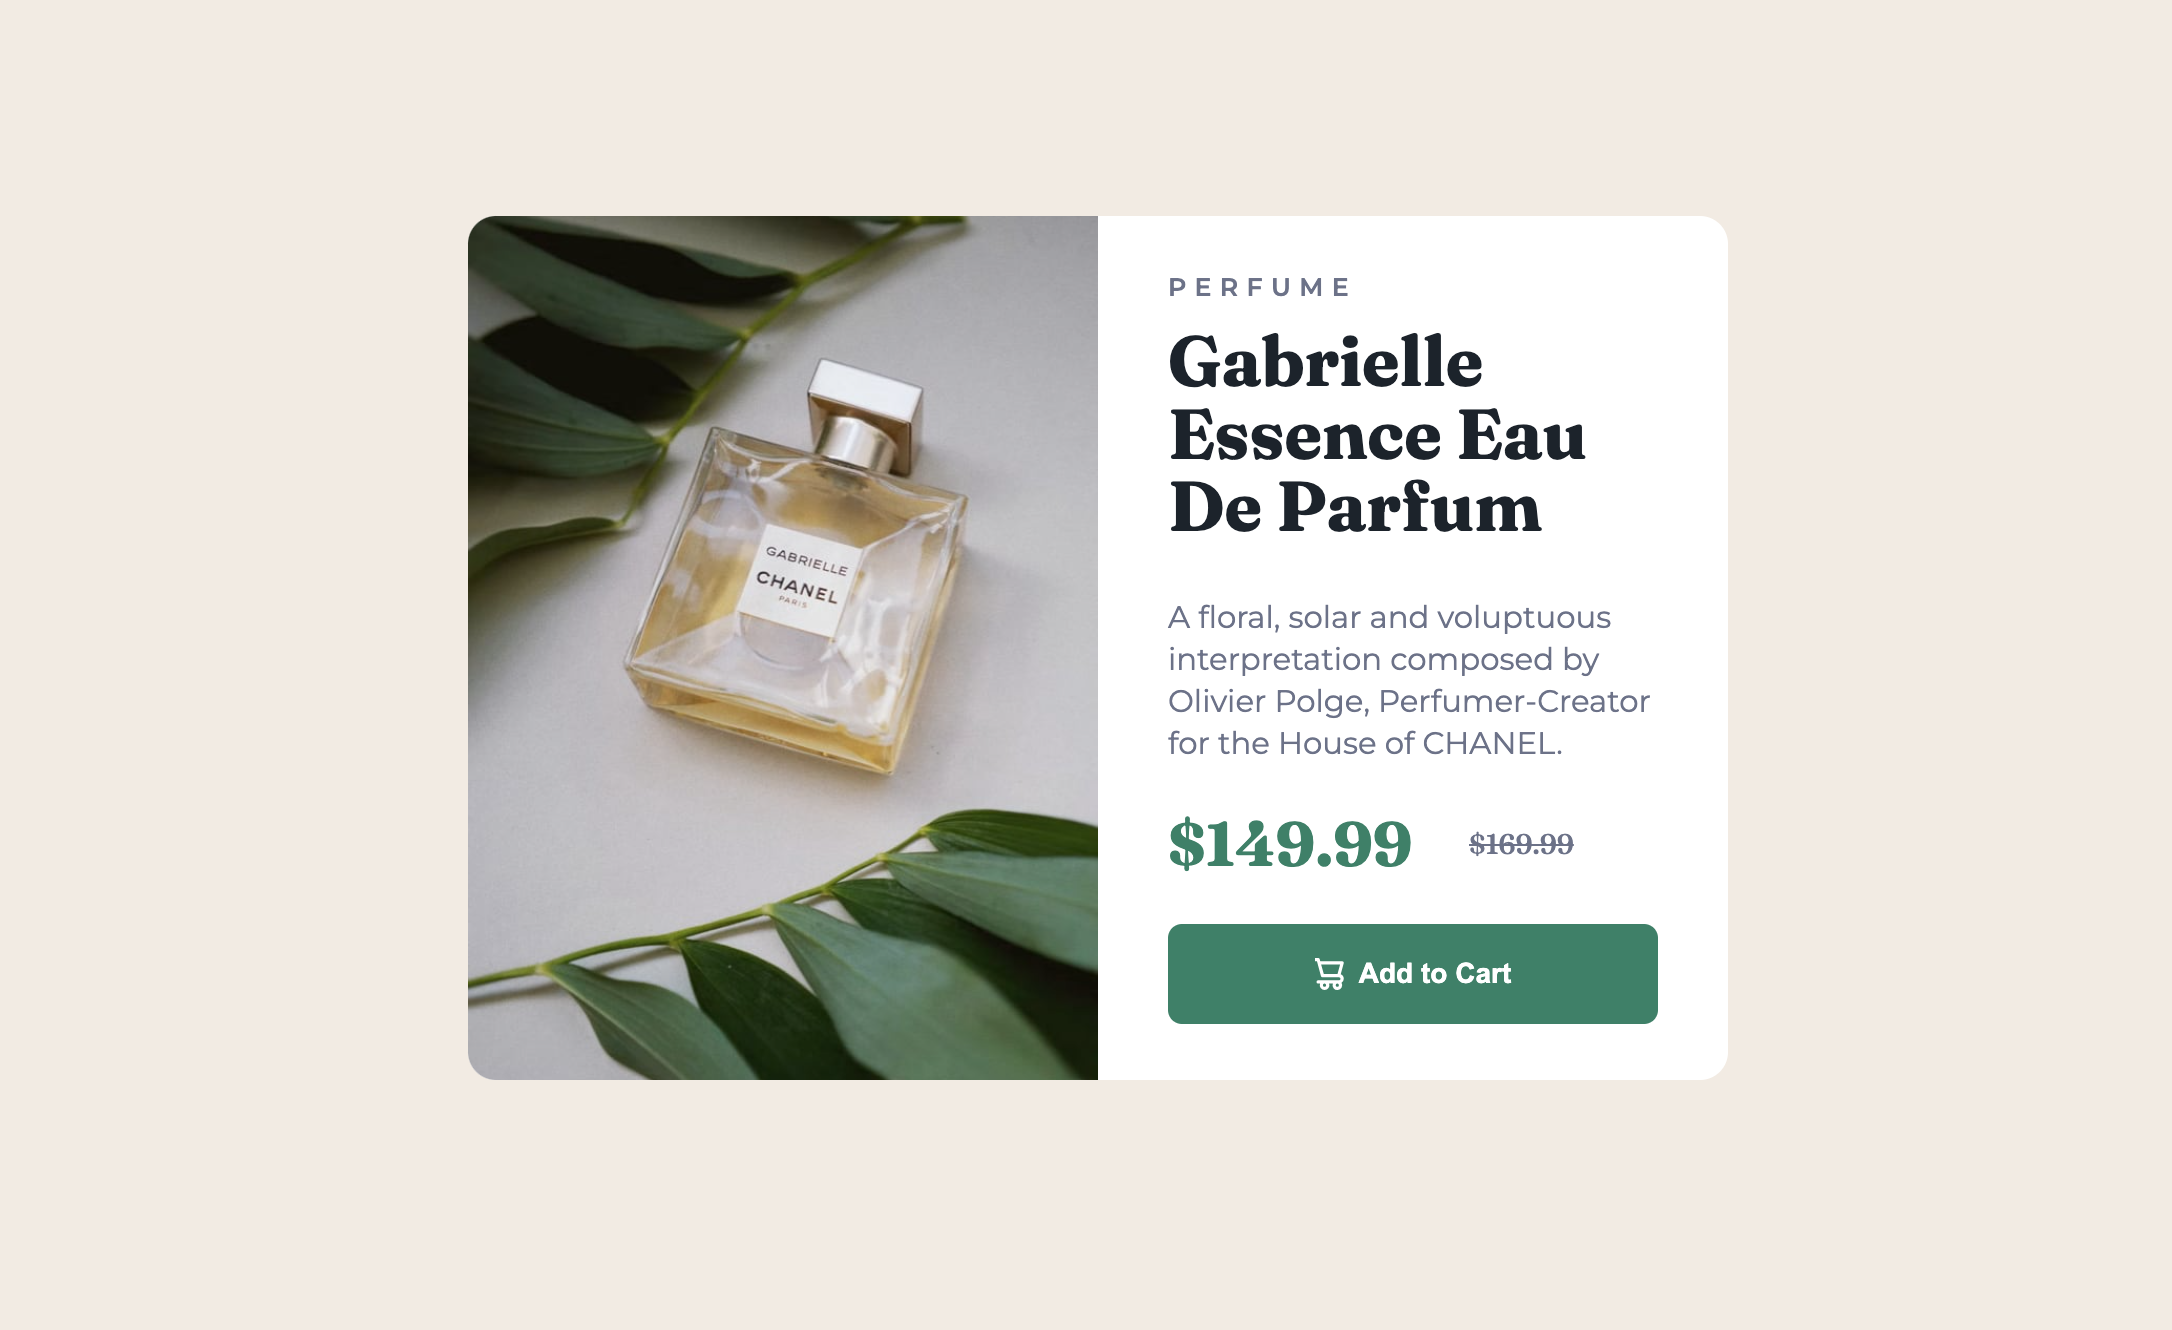 GABRIELLE
CHANEL
PARIS
PERFUME
Gabrielle
Essence Eau
De Parfum
A floral, solar and voluptuous
interpretation composed by
Olivier Polge, Perfumer-Creator
for the House of CHANEL.
$149.99 $169.99
Add to Cart